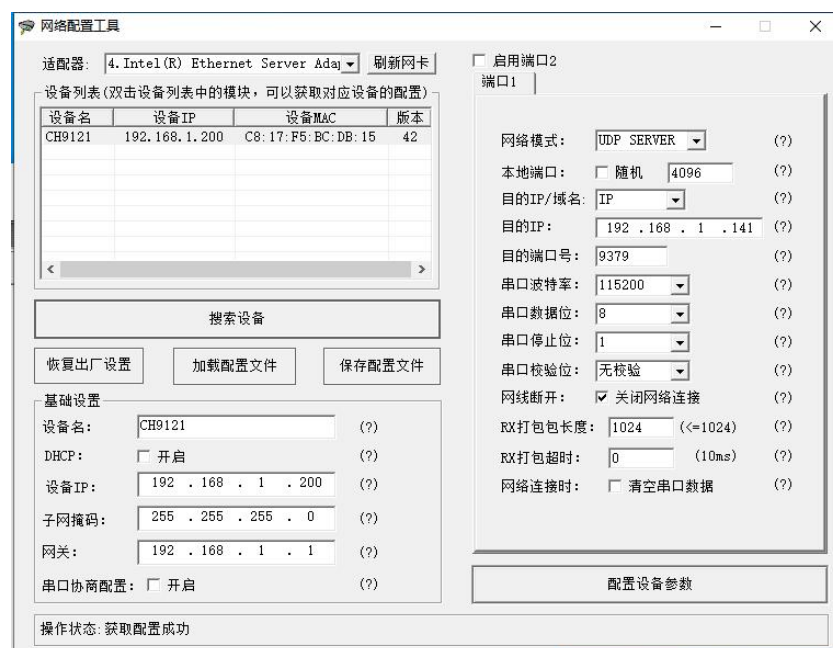 网络配置工具
适配器: 4.Intel(R) Ethernet Server Adap 刷新网卡
设备列表(双击设备列表中的模块，可以获取对应设备的配置)
设备名 设备IP 设备MAC 版本
CH9121 192.168.1.200 C8:17:F5:BC:DB:15 42
搜索设备
恢复出厂设置 加载配置文件 保存配置文件
基础设置
设备名: CH9121 (?)
DHCP: 开启 (?)
设备IP: 192 .168 . 1 .200 (?)
子网掩码: 255 .255 .255 . 0 (?)
网关: 192 .168 . 1 . 1 (?)
串口协商配置: 开启 (?)
启用端口2
端口1
网络模式: UDP SERVER (?)
本地端口: 随机 4096 (?)
目的IP/域名: IP (?)
目的IP: 192 .168 . 1 .141 (?)
目的端口号: 9379 (?)
串口波特率: 115200 (?)
串口数据位: 8 (?)
串口停止位: 1 (?)
串口校验位: 无校验 (?)
网线断开: 关闭网络连接 (?)
RX打包包长度: 1024 (<=1024) (?)
RX打包超时: 0 (10ms) (?)
网络连接时: 清空串口数据 (?)
配置设备参数
操作状态:获取配置成功